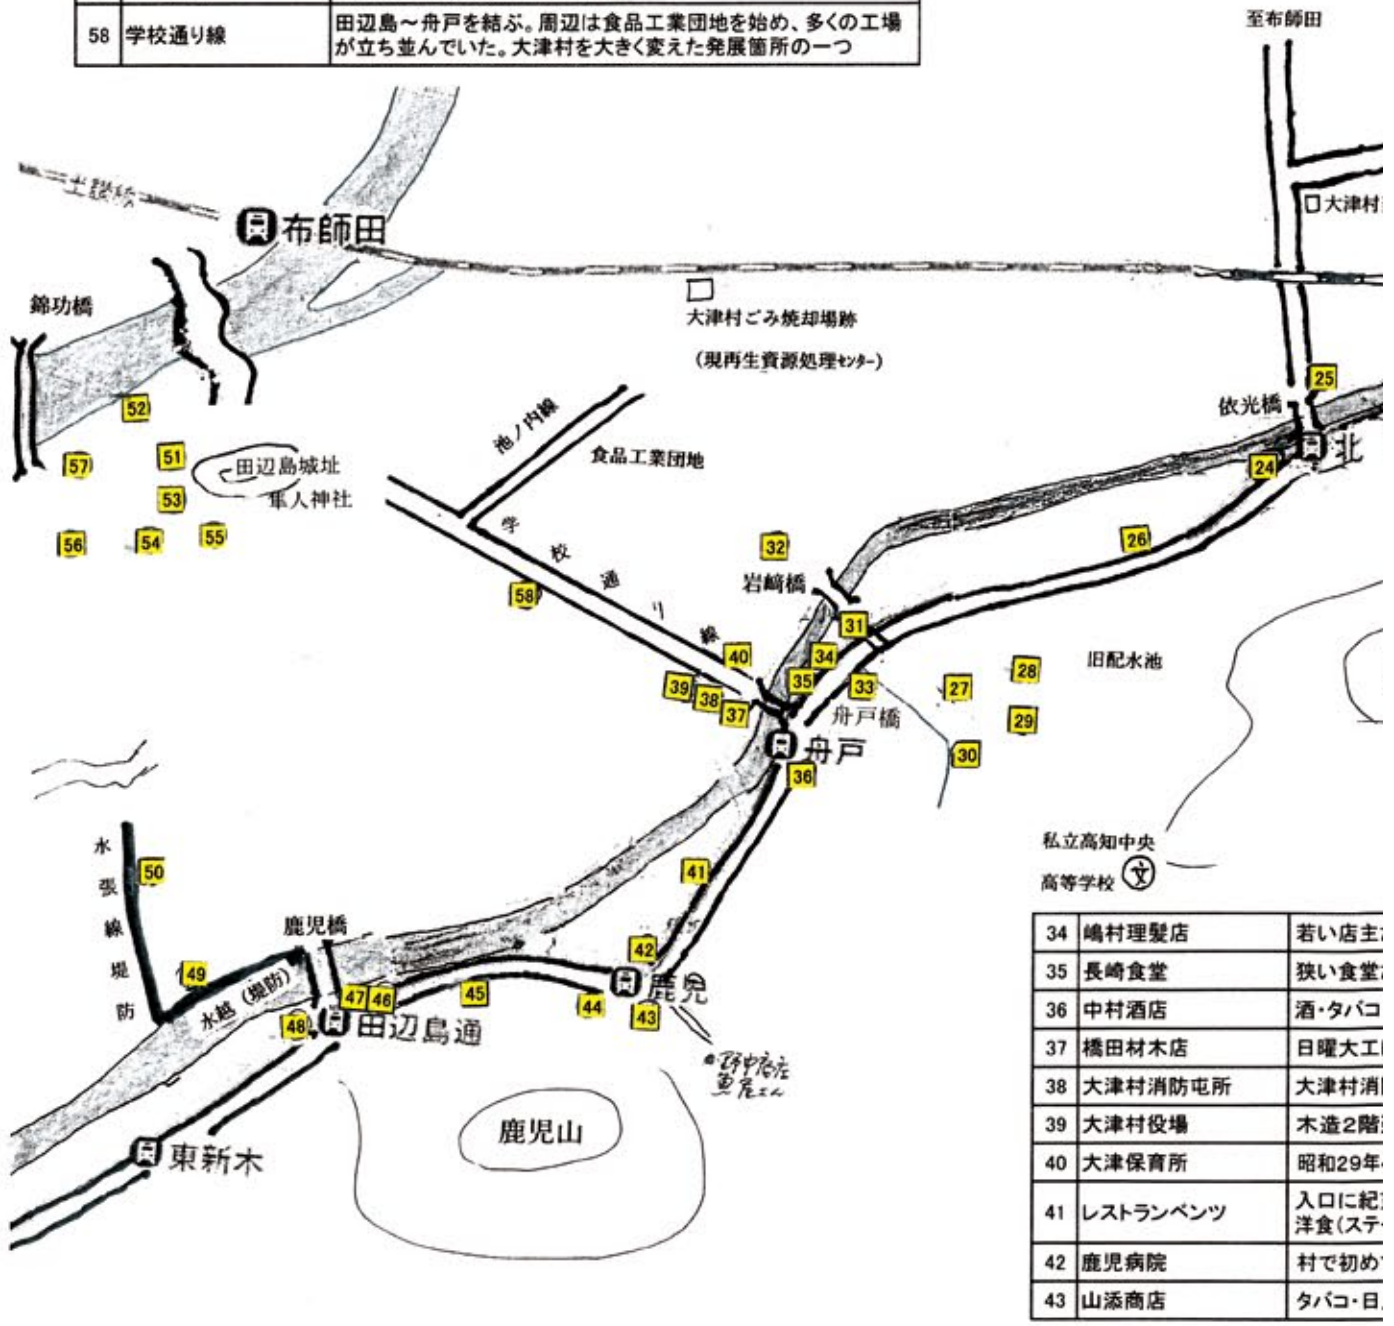 58 学校通り線 田辺島～舟戸を結ぶ。周辺は食品工業団地を始め、多くの工場
が立ち並んでいた。大津村を大きく変えた発展箇所の一つ
至布師田
土讃線
布師田
大津村
錦功橋
大津村ごみ焼却場跡
(現再生資源処理センター)
25
52
依光橋
池ノ内線
北
57
51
田辺島城址
食品工業団地
24
53
隼人神社
56
54
55
学校通り線
32
26
岩﨑橋
58
31
40
34
旧配水池
39
38
35
33
27
28
37
舟戸橋
29
舟戸
30
36
水張線堤防
50
41
私立高知中央
高等学校 文
鹿児橋
42
49
水越(堤防)
47
46
45
44
鹿児
43
48
田辺島通
野中商店
魚屋さん
鹿児山
東新木
34 嶋村理髪店 若い店主
35 長崎食堂 狭い食堂
36 中村酒店 酒・タバコ
37 橋田材木店 日曜大工
38 大津村消防屯所 大津村消
39 大津村役場 木造2階
40 大津保育所 昭和29年
41 レストランベンツ 入口に紀
洋食(ステ
42 鹿児病院 村で初め
43 山添商店 タバコ・日